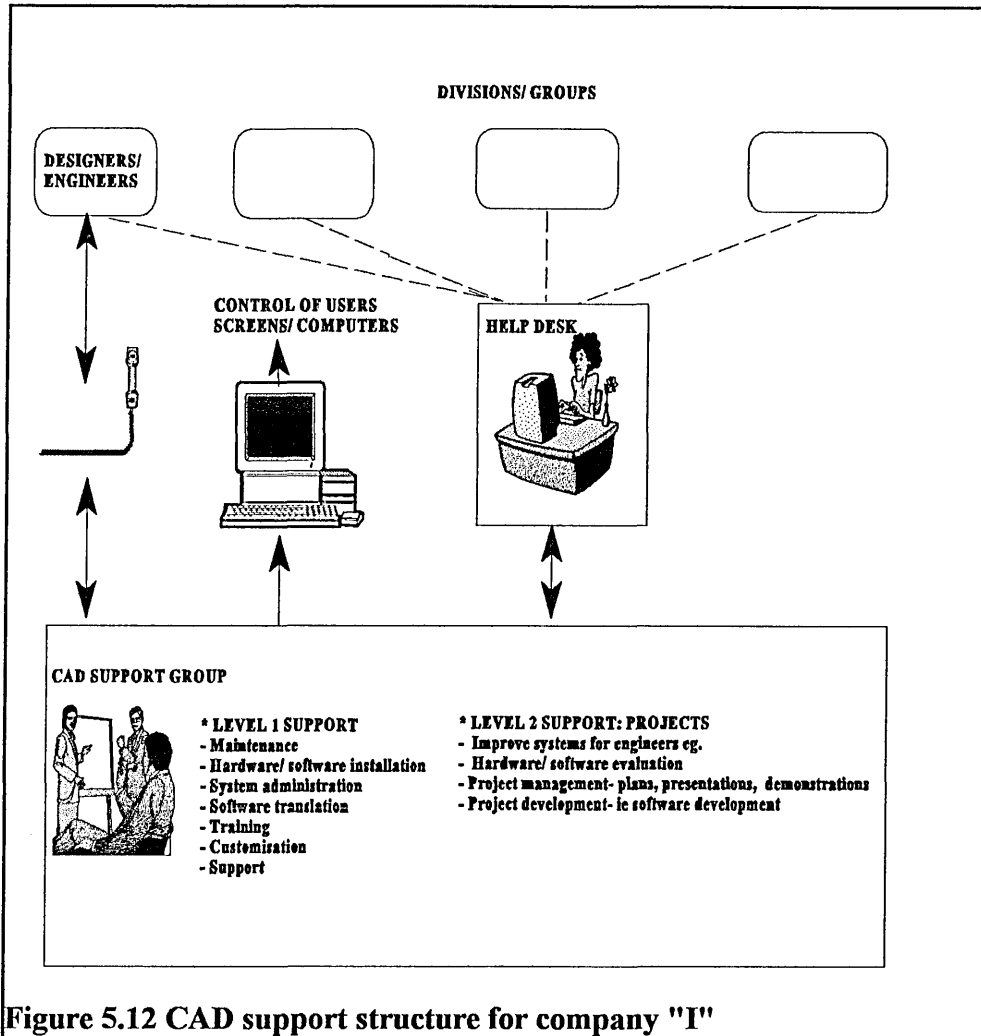 DIVISIONS/ GROUPS
DESIGNERS/
ENGINEERS
CONTROL OF USERS
SCREENS/ COMPUTERS
HELP DESK
CAD SUPPORT GROUP
* LEVEL 1 SUPPORT
- Maintenance
- Hardware/ software installation
- System administration
- Software translation
- Training
- Customisation
- Support
* LEVEL 2 SUPPORT: PROJECTS
- Improve systems for engineers eg.
- Hardware/ software evaluation
- Project management- plans, presentations, demonstrations
- Project development- ie software development
Figure 5.12 CAD support structure for company "I"